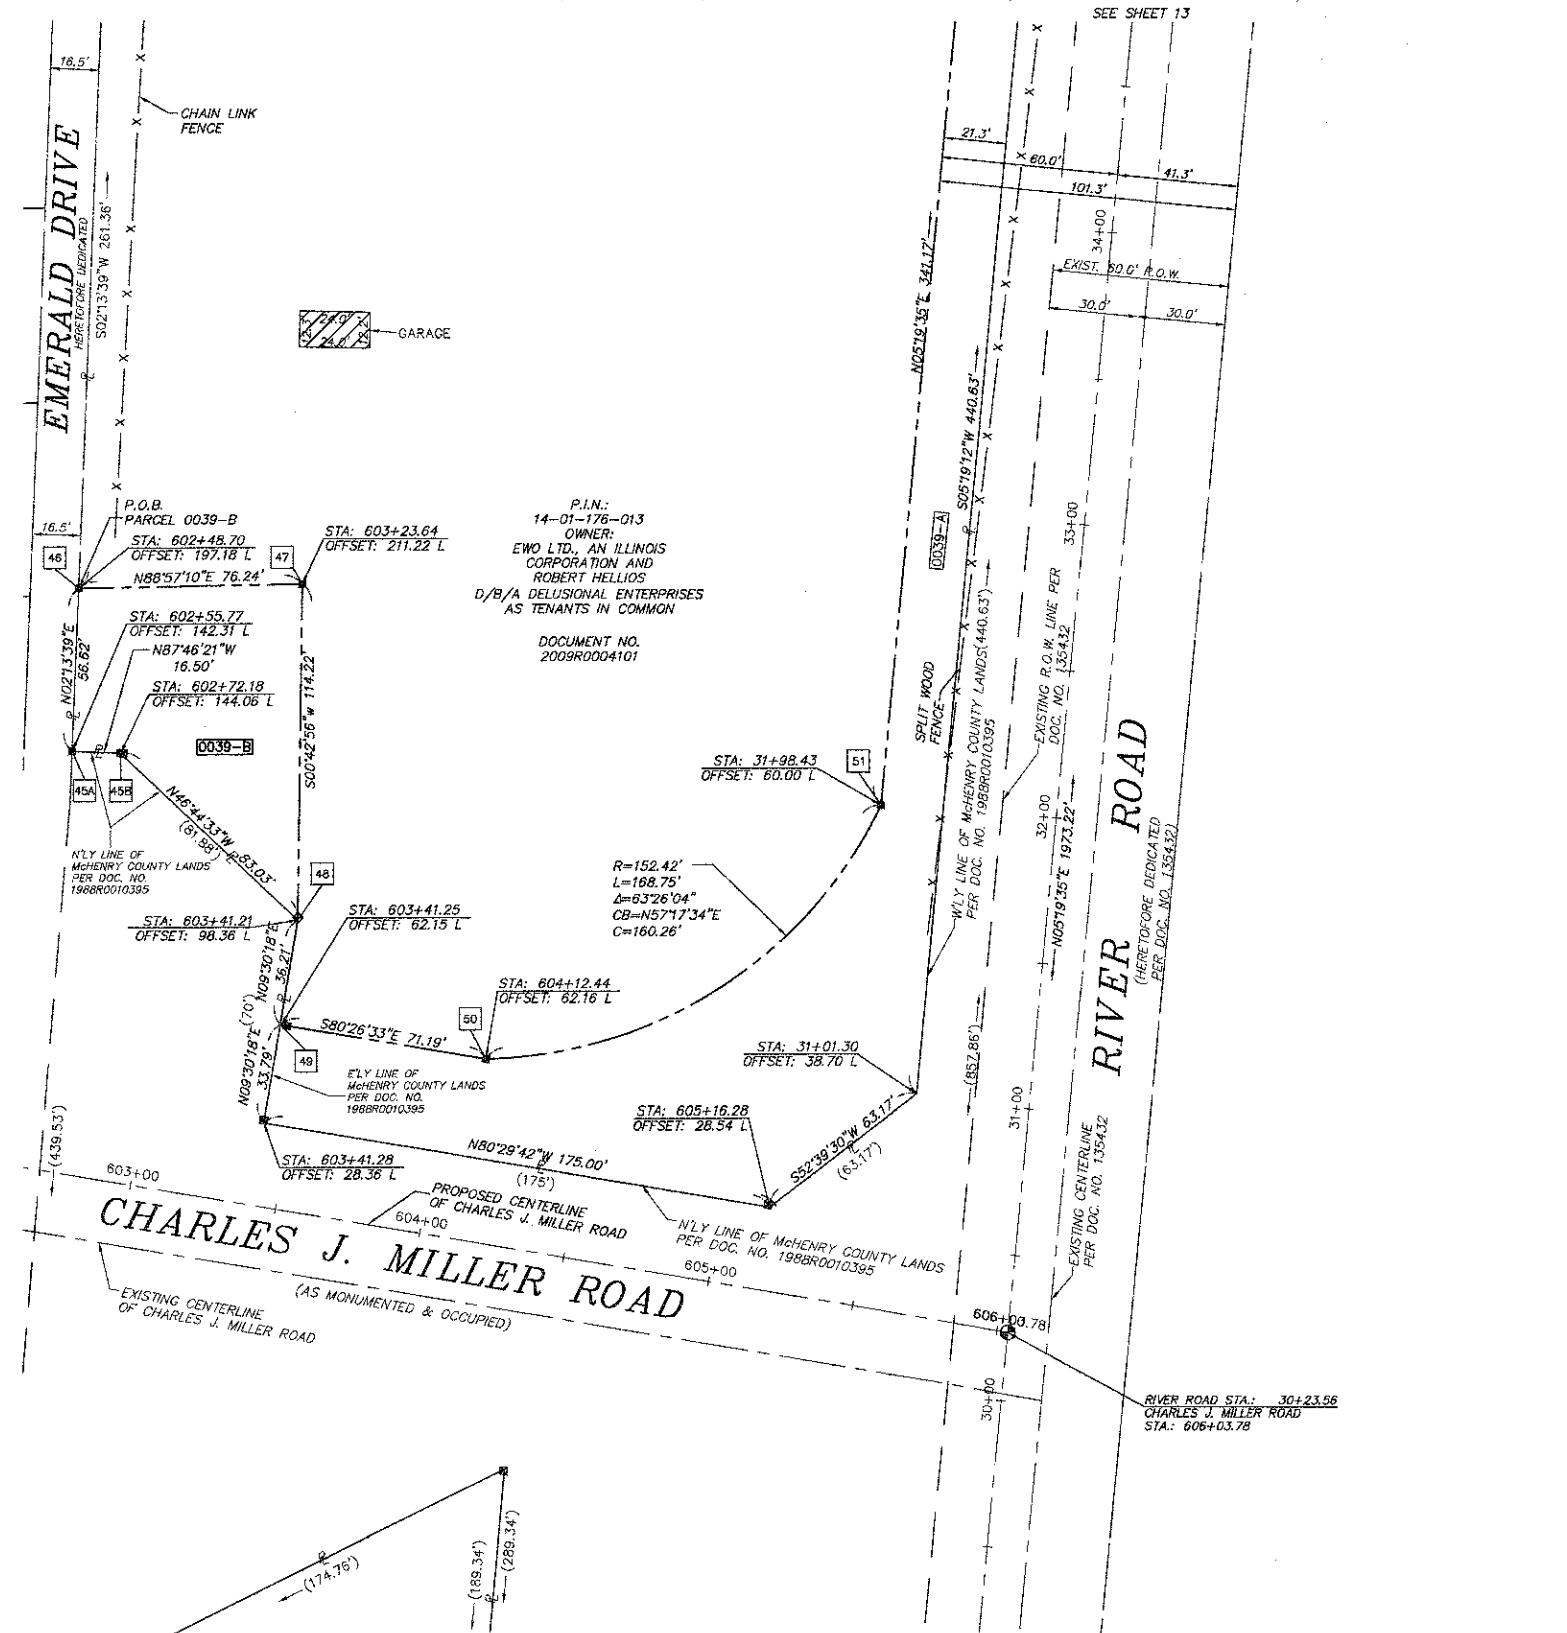 SEE SHEET 13
16.5'
CHAIN LINK
FENCE
EMERALD DRIVE
HERETOFORE DEDICATED
S02°13'39"W 261.36'
21.3'
60.0'
41.3'
101.3'
34+00
EXIST. 60.0' R.O.W.
30.0'
30.0'
N05°19'35"E 341.17'
24.0'
24.0'
GARAGE
S05°19'12"W 440.63'
0039-A
33+00
P.O.B.
PARCEL 0039-B
16.5'
46
STA: 602+48.70
OFFSET: 197.18 L
47
STA: 603+23.64
OFFSET: 211.22 L
N88°57'10"E 76.24'
P.I.N.:
14-01-176-013
OWNER:
EWO LTD., AN ILLINOIS
CORPORATION AND
ROBERT HELLIOS
D/B/A DELUSIONAL ENTERPRISES
AS TENANTS IN COMMON
DOCUMENT NO.
2009R0004101
STA: 602+55.77
OFFSET: 142.31 L
N87°46'21"W
16.50'
STA: 602+72.18
OFFSET: 144.06 L
N02°13'39"E
56.62'
S00°42'56"W 114.22'
0039-B
45A
45B
N46°44'33"W 83.03'
(81.88')
N'LY LINE OF
McHENRY COUNTY LANDS
PER DOC. NO.
1988R0010395
SPLIT WOOD
FENCE
W'LY LINE OF McHENRY COUNTY LANDS (440.63')
PER DOC. NO. 1988R0010395
EXISTING R.O.W. LINE PER
DOC. NO. 135432
STA: 31+98.43
OFFSET: 60.00 L
51
32+00
N05°19'35"E 1973.22'
RIVER ROAD
(HERETOFORE DEDICATED
PER DOC. NO. 135432)
R=152.42'
L=168.75'
Δ=63°26'04"
CB=N57°17'34"E
C=160.26'
48
STA: 603+41.21
OFFSET: 98.36 L
STA: 603+41.25
OFFSET: 62.15 L
N09°30'18"E
36.21'
(70')
STA: 604+12.44
OFFSET: 62.16 L
50
S80°26'33"E 71.19'
49
N09°30'18"E
33.79'
E'LY LINE OF
McHENRY COUNTY LANDS
PER DOC. NO.
1988R0010395
STA: 31+01.30
OFFSET: 38.70 L
(857.86')
31+00
STA: 605+16.28
OFFSET: 28.54 L
S52°39'30"W 63.17'
(63.17')
N80°29'42"W 175.00'
(175')
STA: 603+41.28
OFFSET: 28.36 L
(439.53')
603+00
PROPOSED CENTERLINE
OF CHARLES J. MILLER ROAD
604+00
N'LY LINE OF McHENRY COUNTY LANDS
PER DOC. NO. 1988R0010395
EXISTING CENTERLINE
PER DOC. NO. 135432
CHARLES J. MILLER ROAD
(AS MONUMENTED & OCCUPIED)
605+00
606+03.78
EXISTING CENTERLINE
OF CHARLES J. MILLER ROAD
30+00
RIVER ROAD STA.: 30+23.56
CHARLES J. MILLER ROAD
STA.: 606+03.78
(174.76')
(189.34')
(289.34')